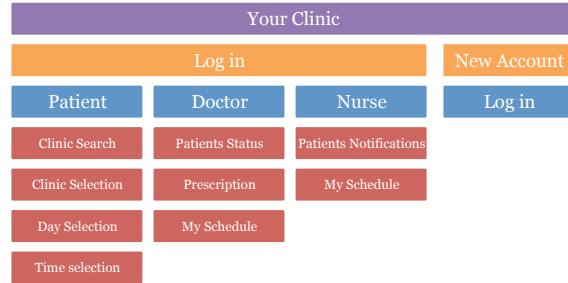 Your Clinic
Log in
New Account
Patient
Doctor
Nurse
Log in
Clinic Search
Patients Status
Patients Notifications
Clinic Selection
Prescription
My Schedule
Day Selection
My Schedule
Time selection